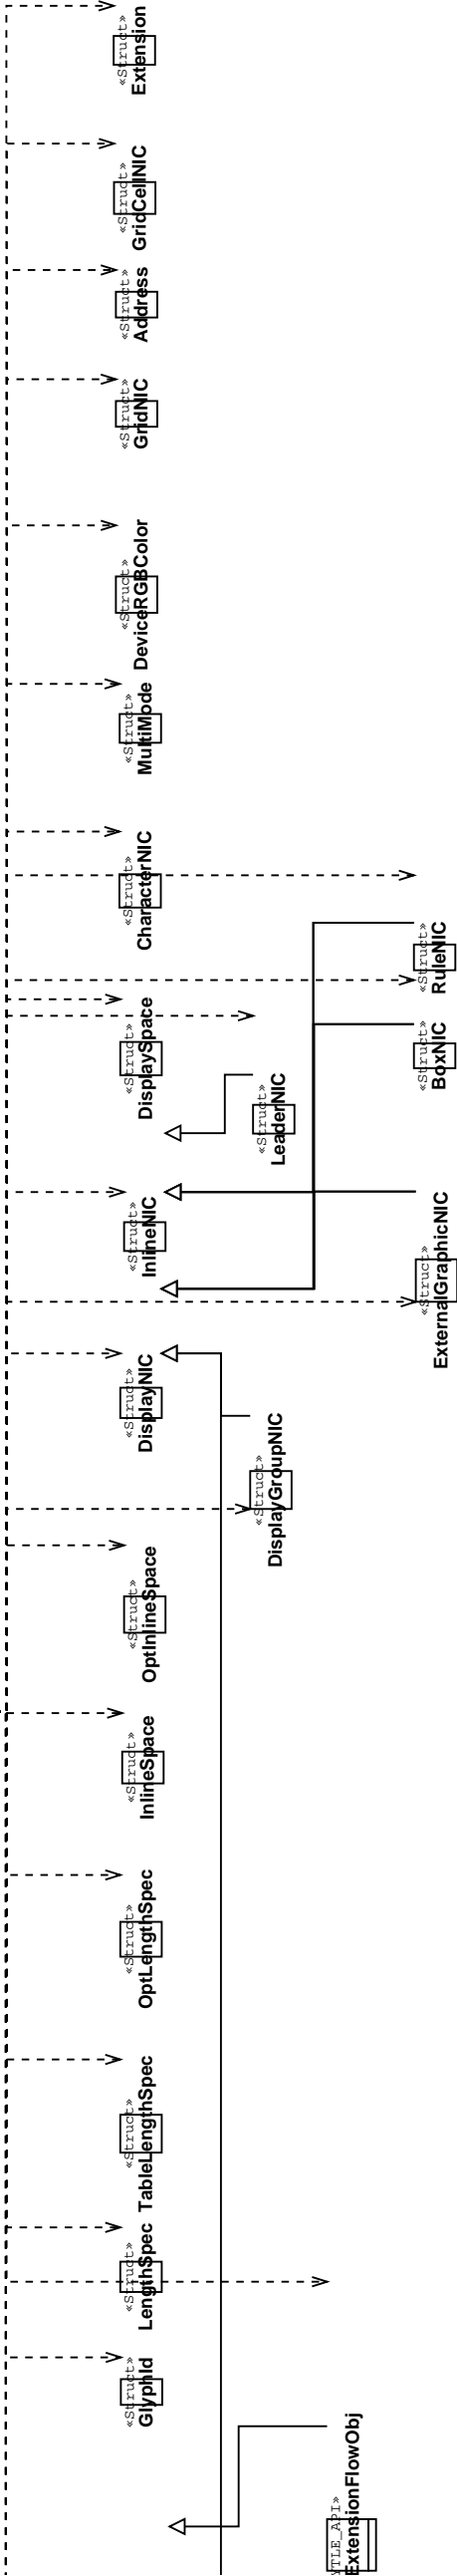 «Struct»
Extension
«Struct»
GridCellNIC
«Struct»
Address
«Struct»
GridNIC
«Struct»
DeviceRGBColor
«Struct»
MultiMode
«Struct»
CharacterNIC
«Struct»
RuleNIC
«Struct»
DisplaySpace
«Struct»
BoxNIC
«Struct»
LeaderNIC
«Struct»
InlineNIC
«Struct»
ExternalGraphicNIC
«Struct»
DisplayNIC
«Struct»
DisplayGroupNIC
«Struct»
OptInlineSpace
«Struct»
InlineSpace
«Struct»
OptLengthSpec
«Struct»
TableLengthSpec
«Struct»
LengthSpec
«Struct»
GlyphId
YTLE_API»
ExtensionFlowObj